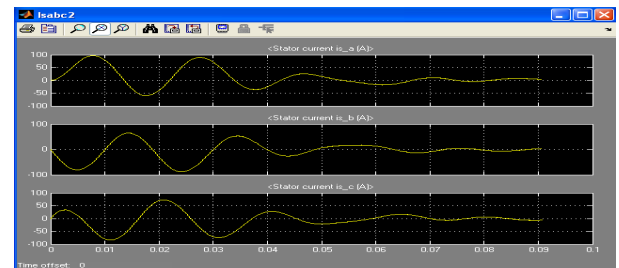 Isabc2
<Stator current is_a (A)>
100
50
0
-50
-100
<Stator current is_b (A)>
100
0
-100
<Stator current is_c (A)>
100
50
0
-50
-100
0 0.01 0.02 0.03 0.04 0.05 0.06 0.07 0.08 0.09 0.1
Time offset: 0